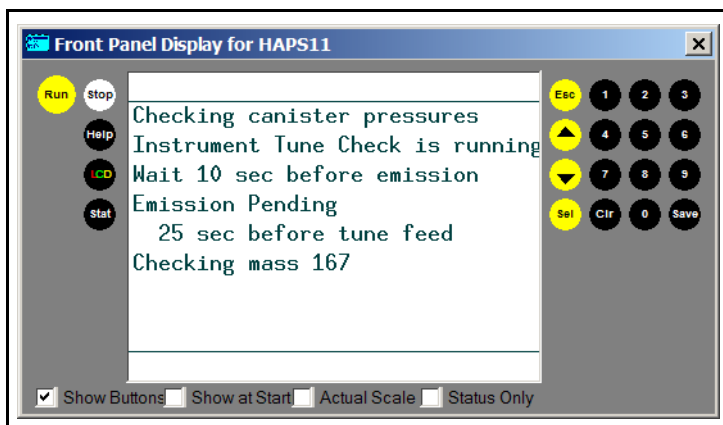 Front Panel Display for HAPS11
Run Stop
Help
LCD
Stat
Checking canister pressures
Instrument Tune Check is running
Wait 10 sec before emission
Emission Pending
25 sec before tune feed
Checking mass 167
Esc 1 2 3
4 5 6
7 8 9
Sel Clr 0 Save
Show Buttons Show at Start Actual Scale Status Only